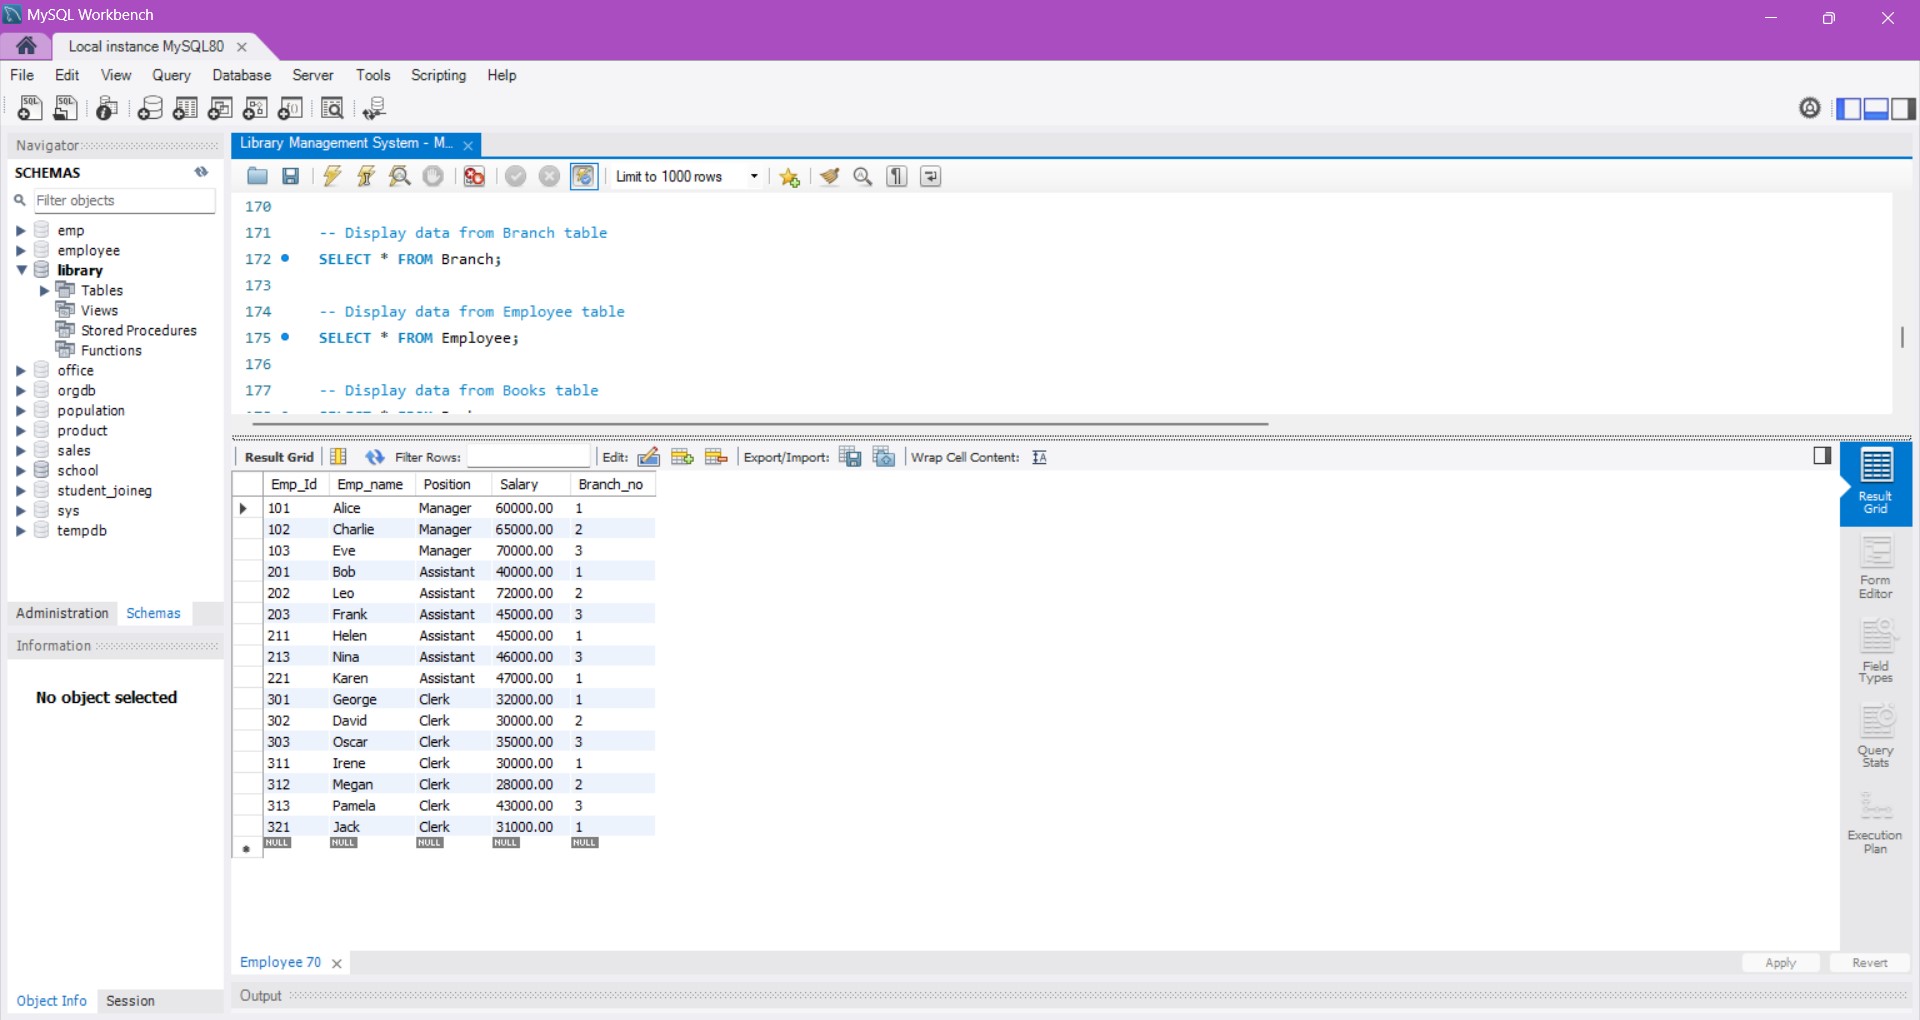 MySQL Workbench
Local instance MySQL80
File Edit View Query Database Server Tools Scripting Help
Navigator
SCHEMAS
Filter objects
emp
employee
library
Tables
Views
Stored Procedures
Functions
office
orgdb
population
product
sales
school
student_joineg
sys
tempdb
Administration Schemas
Information
No object selected
Object Info Session
Library Management System - M...
Limit to 1000 rows
170
171 -- Display data from Branch table
172 SELECT * FROM Branch;
173
174 -- Display data from Employee table
175 SELECT * FROM Employee;
176
177 -- Display data from Books table
Result Grid Filter Rows: Edit: Export/Import: Wrap Cell Content:
Emp_Id Emp_name Position Salary Branch_no
101 Alice Manager 60000.00 1
102 Charlie Manager 65000.00 2
103 Eve Manager 70000.00 3
201 Bob Assistant 40000.00 1
202 Leo Assistant 72000.00 2
203 Frank Assistant 45000.00 3
211 Helen Assistant 45000.00 1
213 Nina Assistant 46000.00 3
221 Karen Assistant 47000.00 1
301 George Clerk 32000.00 1
302 David Clerk 30000.00 2
303 Oscar Clerk 35000.00 3
311 Irene Clerk 30000.00 1
312 Megan Clerk 28000.00 2
313 Pamela Clerk 43000.00 3
321 Jack Clerk 31000.00 1
NULL NULL NULL NULL NULL
Result
Grid
Form
Editor
Field
Types
Query
Stats
Execution
Plan
Employee 70
Apply Revert
Output